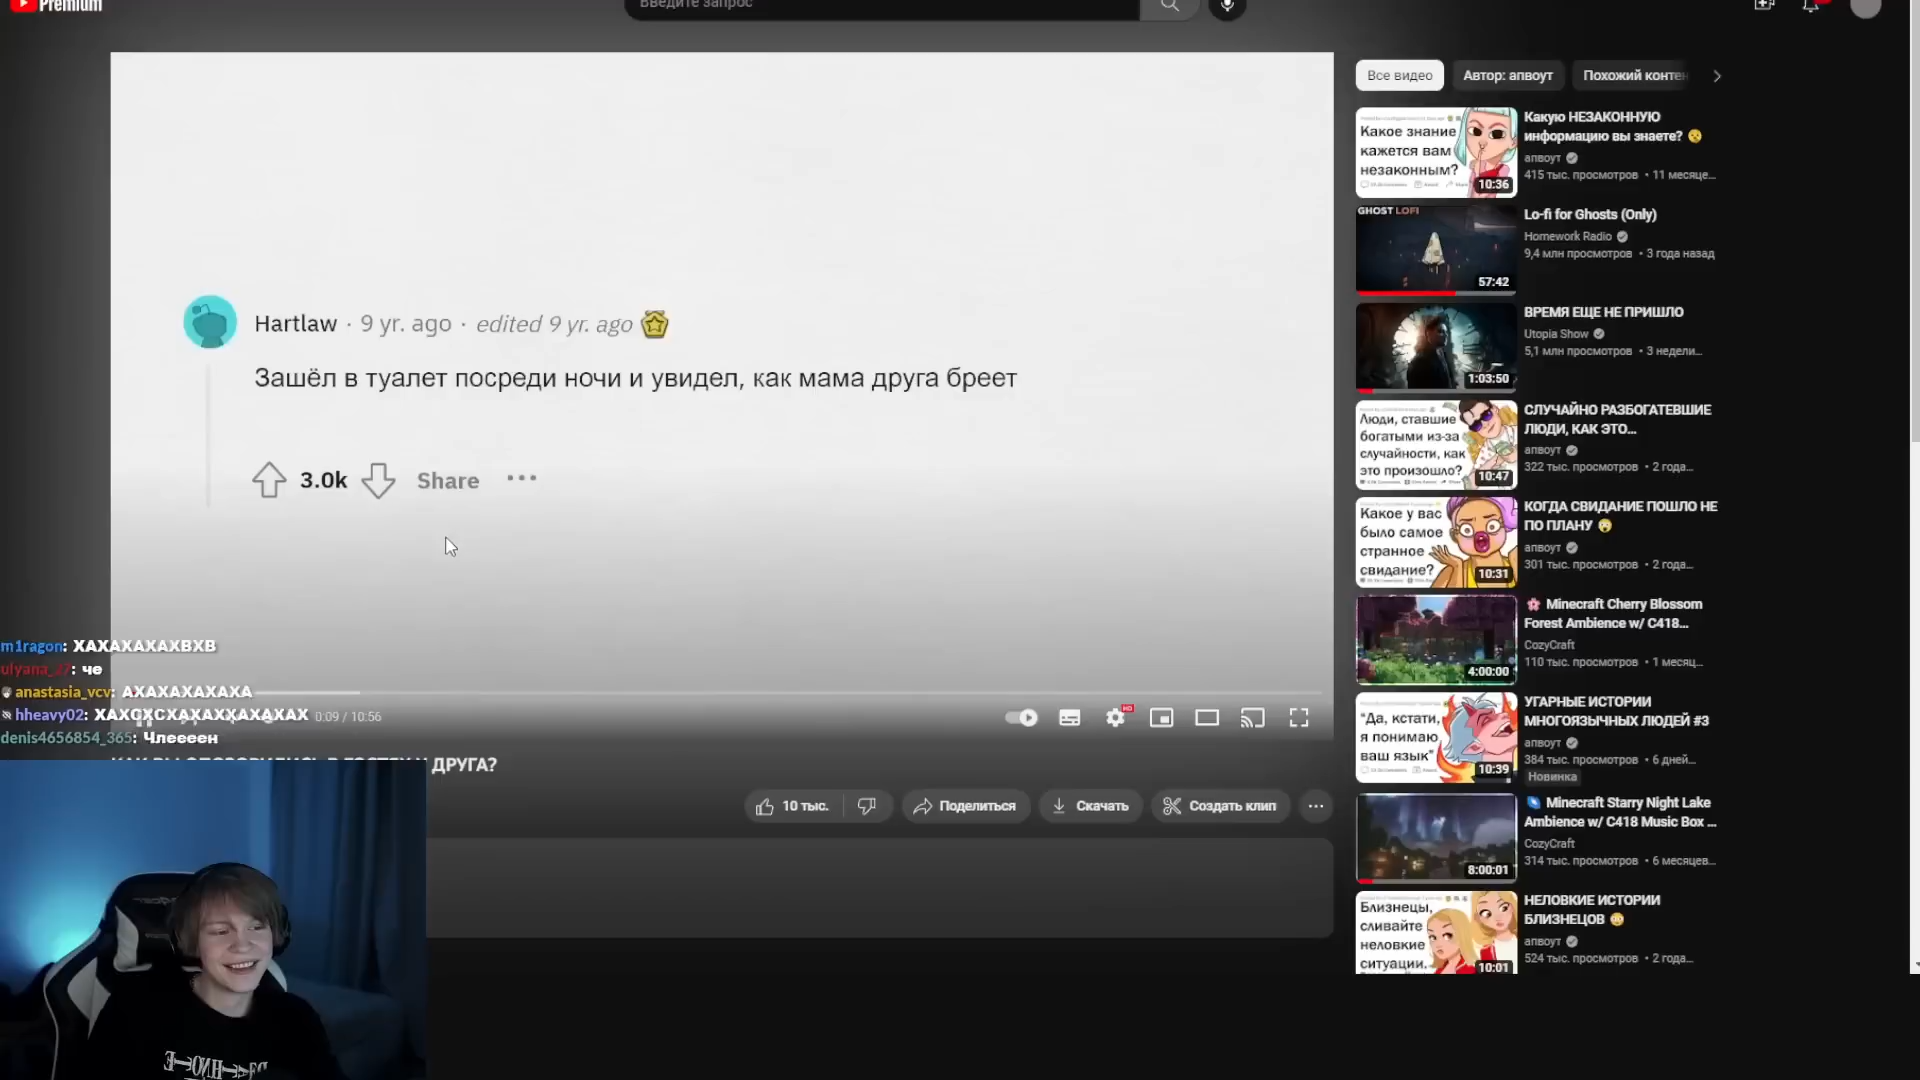 Premium
Введите запрос
Все видео
Автор: апвоут
Похожий контен
Hartlaw · 9 yr. ago · edited 9 yr. ago
Зашёл в туалет посреди ночи и увидел, как мама друга бреет
3.0k
Share
m1ragon: ХАХАХАХАХВХВ
ulyana_27: че
anastasia_vcv: АХАХАХАХАХА
hheavy02: ХАХСХСХАХАХХАХАХАХ
0:09 / 10:56
denis4656854_365: Члеееен
HD
ДРУГА?
10 тыс.
Поделиться
Скачать
Создать клип
Какое знание
кажется вам
незаконным?
10:36
Какую НЕЗАКОННУЮ
информацию вы знаете?
апвоут
415 тыс. просмотров • 11 месяце...
GHOST LOFI
57:42
Lo-fi for Ghosts (Only)
Homework Radio
9,4 млн просмотров • 3 года назад
1:03:50
ВРЕМЯ ЕЩЕ НЕ ПРИШЛО
Utopia Show
5,1 млн просмотров • 3 недели...
Люди, ставшие
богатыми из-за
случайности, как
это произошло?
10:47
СЛУЧАЙНО РАЗБОГАТЕВШИЕ
ЛЮДИ, КАК ЭТО...
апвоут
322 тыс. просмотров • 2 года...
Какое у вас
было самое
странное
свидание?
10:31
КОГДА СВИДАНИЕ ПОШЛО НЕ
ПО ПЛАНУ
апвоут
301 тыс. просмотров • 2 года...
4:00:00
Minecraft Cherry Blossom
Forest Ambience w/ C418...
CozyCraft
110 тыс. просмотров • 1 месяц...
"Да, кстати,
я понимаю
ваш язык"
10:39
УГАРНЫЕ ИСТОРИИ
МНОГОЯЗЫЧНЫХ ЛЮДЕЙ #3
апвоут
384 тыс. просмотров • 6 дней...
Новинка
8:00:01
Minecraft Starry Night Lake
Ambience w/ C418 Music Box ...
CozyCraft
314 тыс. просмотров • 6 месяцев...
Близнецы,
сливайте
неловкие
ситуации.
10:01
НЕЛОВКИЕ ИСТОРИИ
БЛИЗНЕЦОВ
апвоут
524 тыс. просмотров • 2 года...